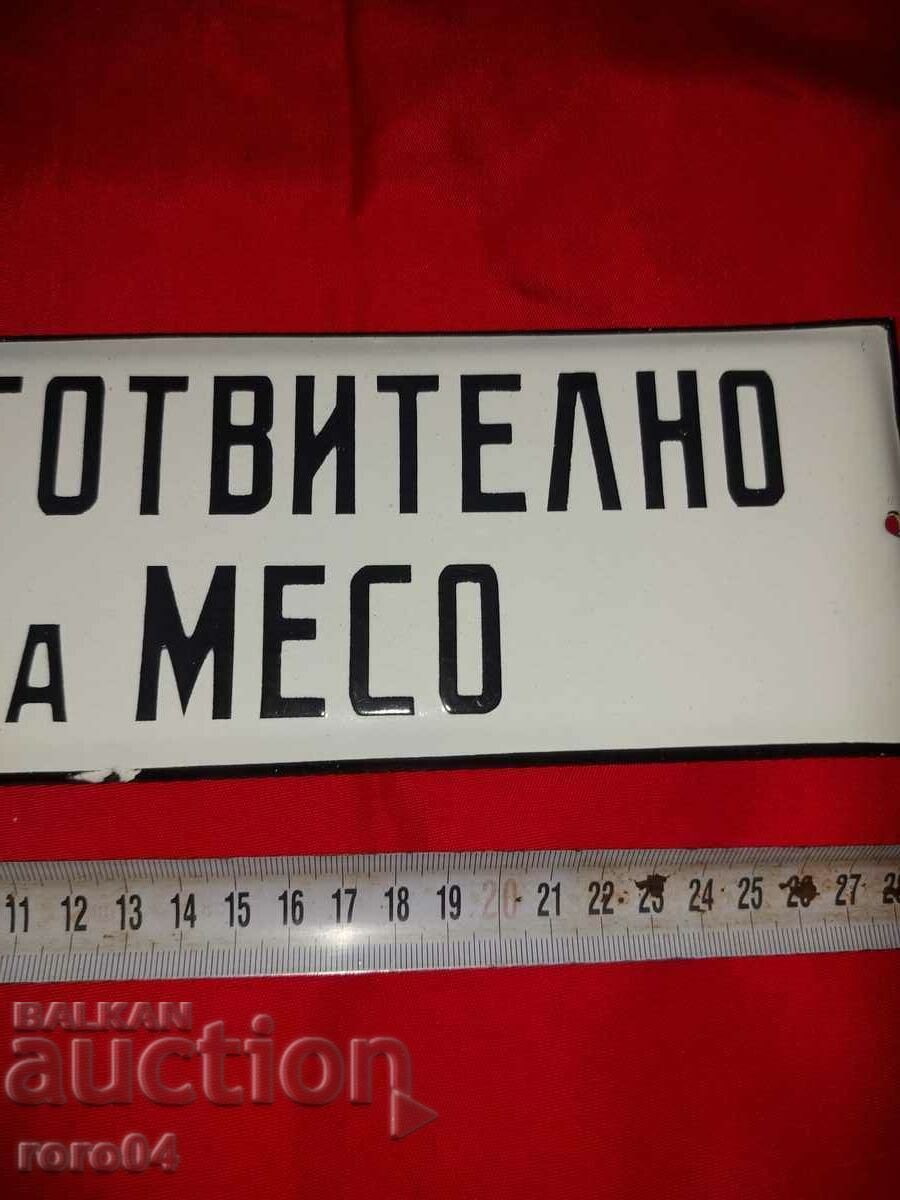 ГОТВИТЕЛНО
А МЕСО
11 12 13 14 15 16 17 18 19 20 21 22 23 24 25 26 27 28
BALKAN
auction
roro04